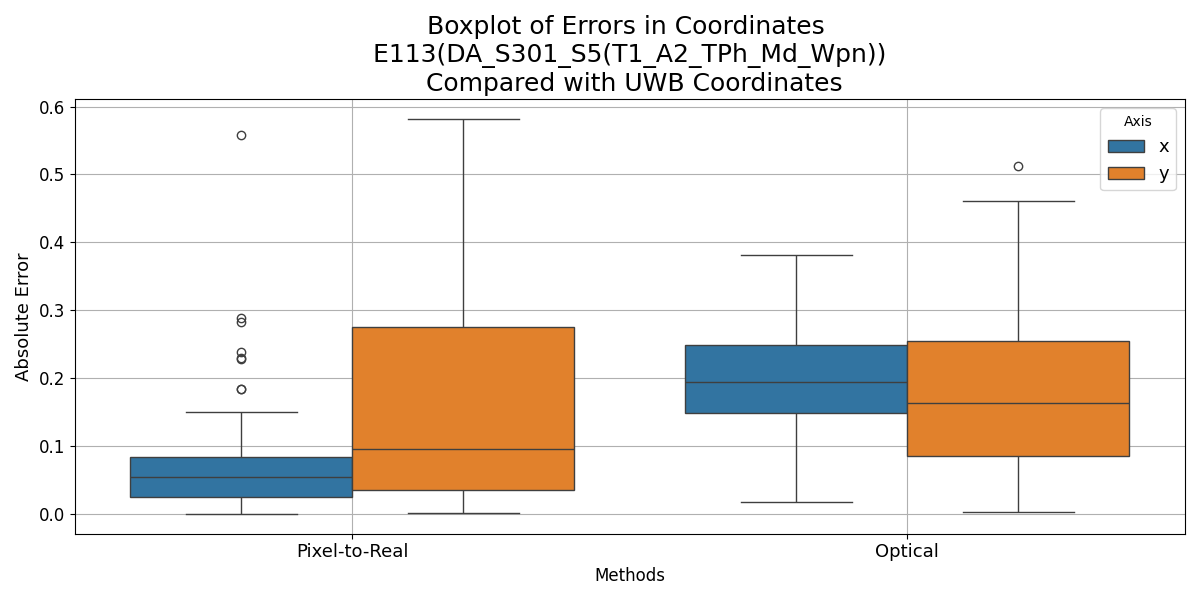 Boxplot of Errors in Coordinates
E113(DA_S301_S5(T1_A2_TPh_Md_Wpn))
Compared with UWB Coordinates
Axis
x
y
Absolute Error
0.6
0.5
0.4
0.3
0.2
0.1
0.0
Pixel-to-Real
Optical
Methods